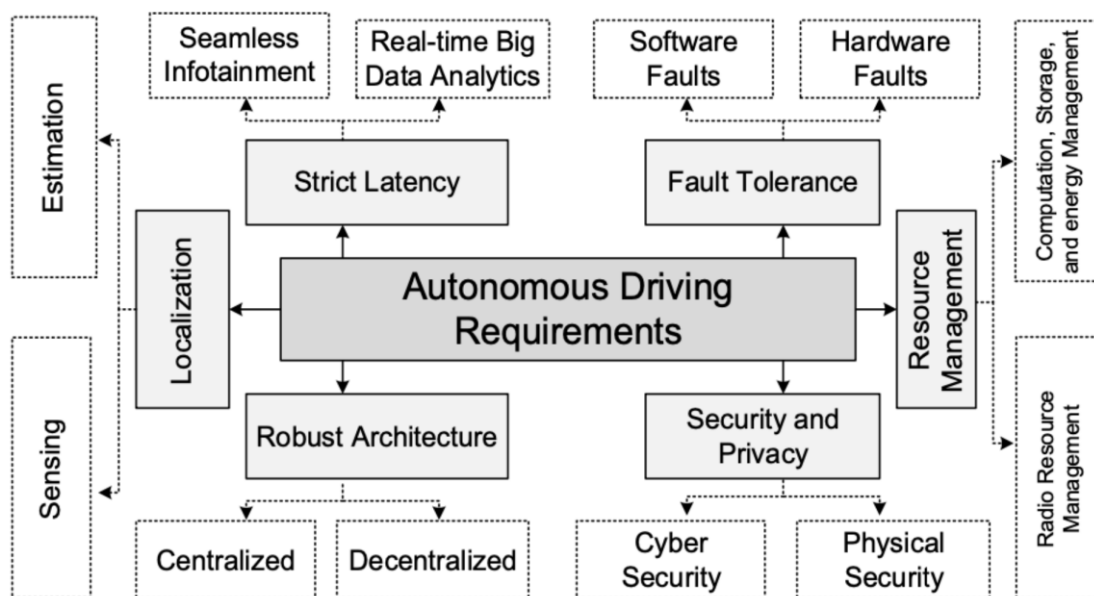 Seamless
Infotainment
Real-time Big
Data Analytics
Software
Faults
Hardware
Faults
Computation, Storage,
and energy Management
Estimation
Strict Latency
Fault Tolerance
Localization
Autonomous Driving
Requirements
Resource
Management
Sensing
Robust Architecture
Security and
Privacy
Radio Resource
Management
Centralized
Decentralized
Cyber
Security
Physical
Security